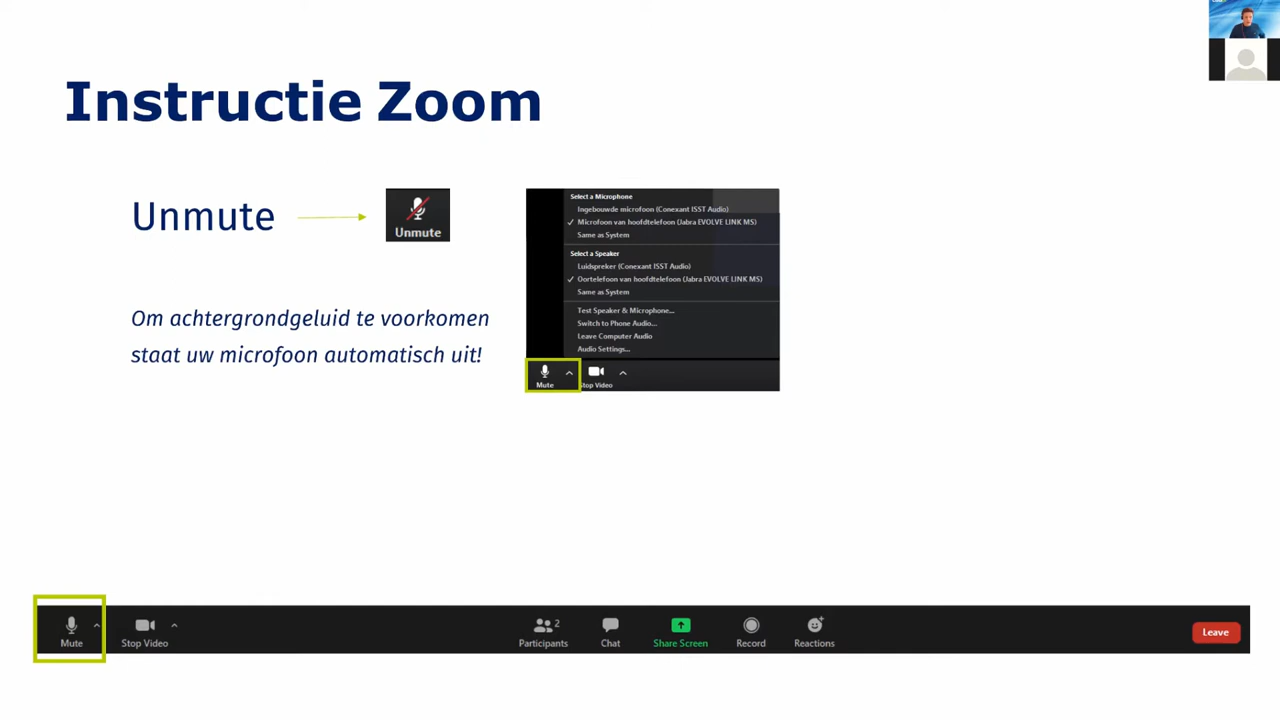 Instructie Zoom
Unmute
Unmute
Om achtergrondgeluid te voorkomen
staat uw microfoon automatisch uit!
Select a Microphone
Ingebouwde microfoon (Conexant ISST Audio)
✓ Microfoon van hoofdtelefoon (Jabra EVOLVE LINK MS)
Same as System
Select a Speaker
Luidspreker (Conexant ISST Audio)
✓ Oortelefoon van hoofdtelefoon (Jabra EVOLVE LINK MS)
Same as System
Test Speaker & Microphone...
Switch to Phone Audio...
Leave Computer Audio
Audio Settings...
Mute Stop Video
Mute Stop Video Participants 2 Chat Share Screen Record Reactions Leave